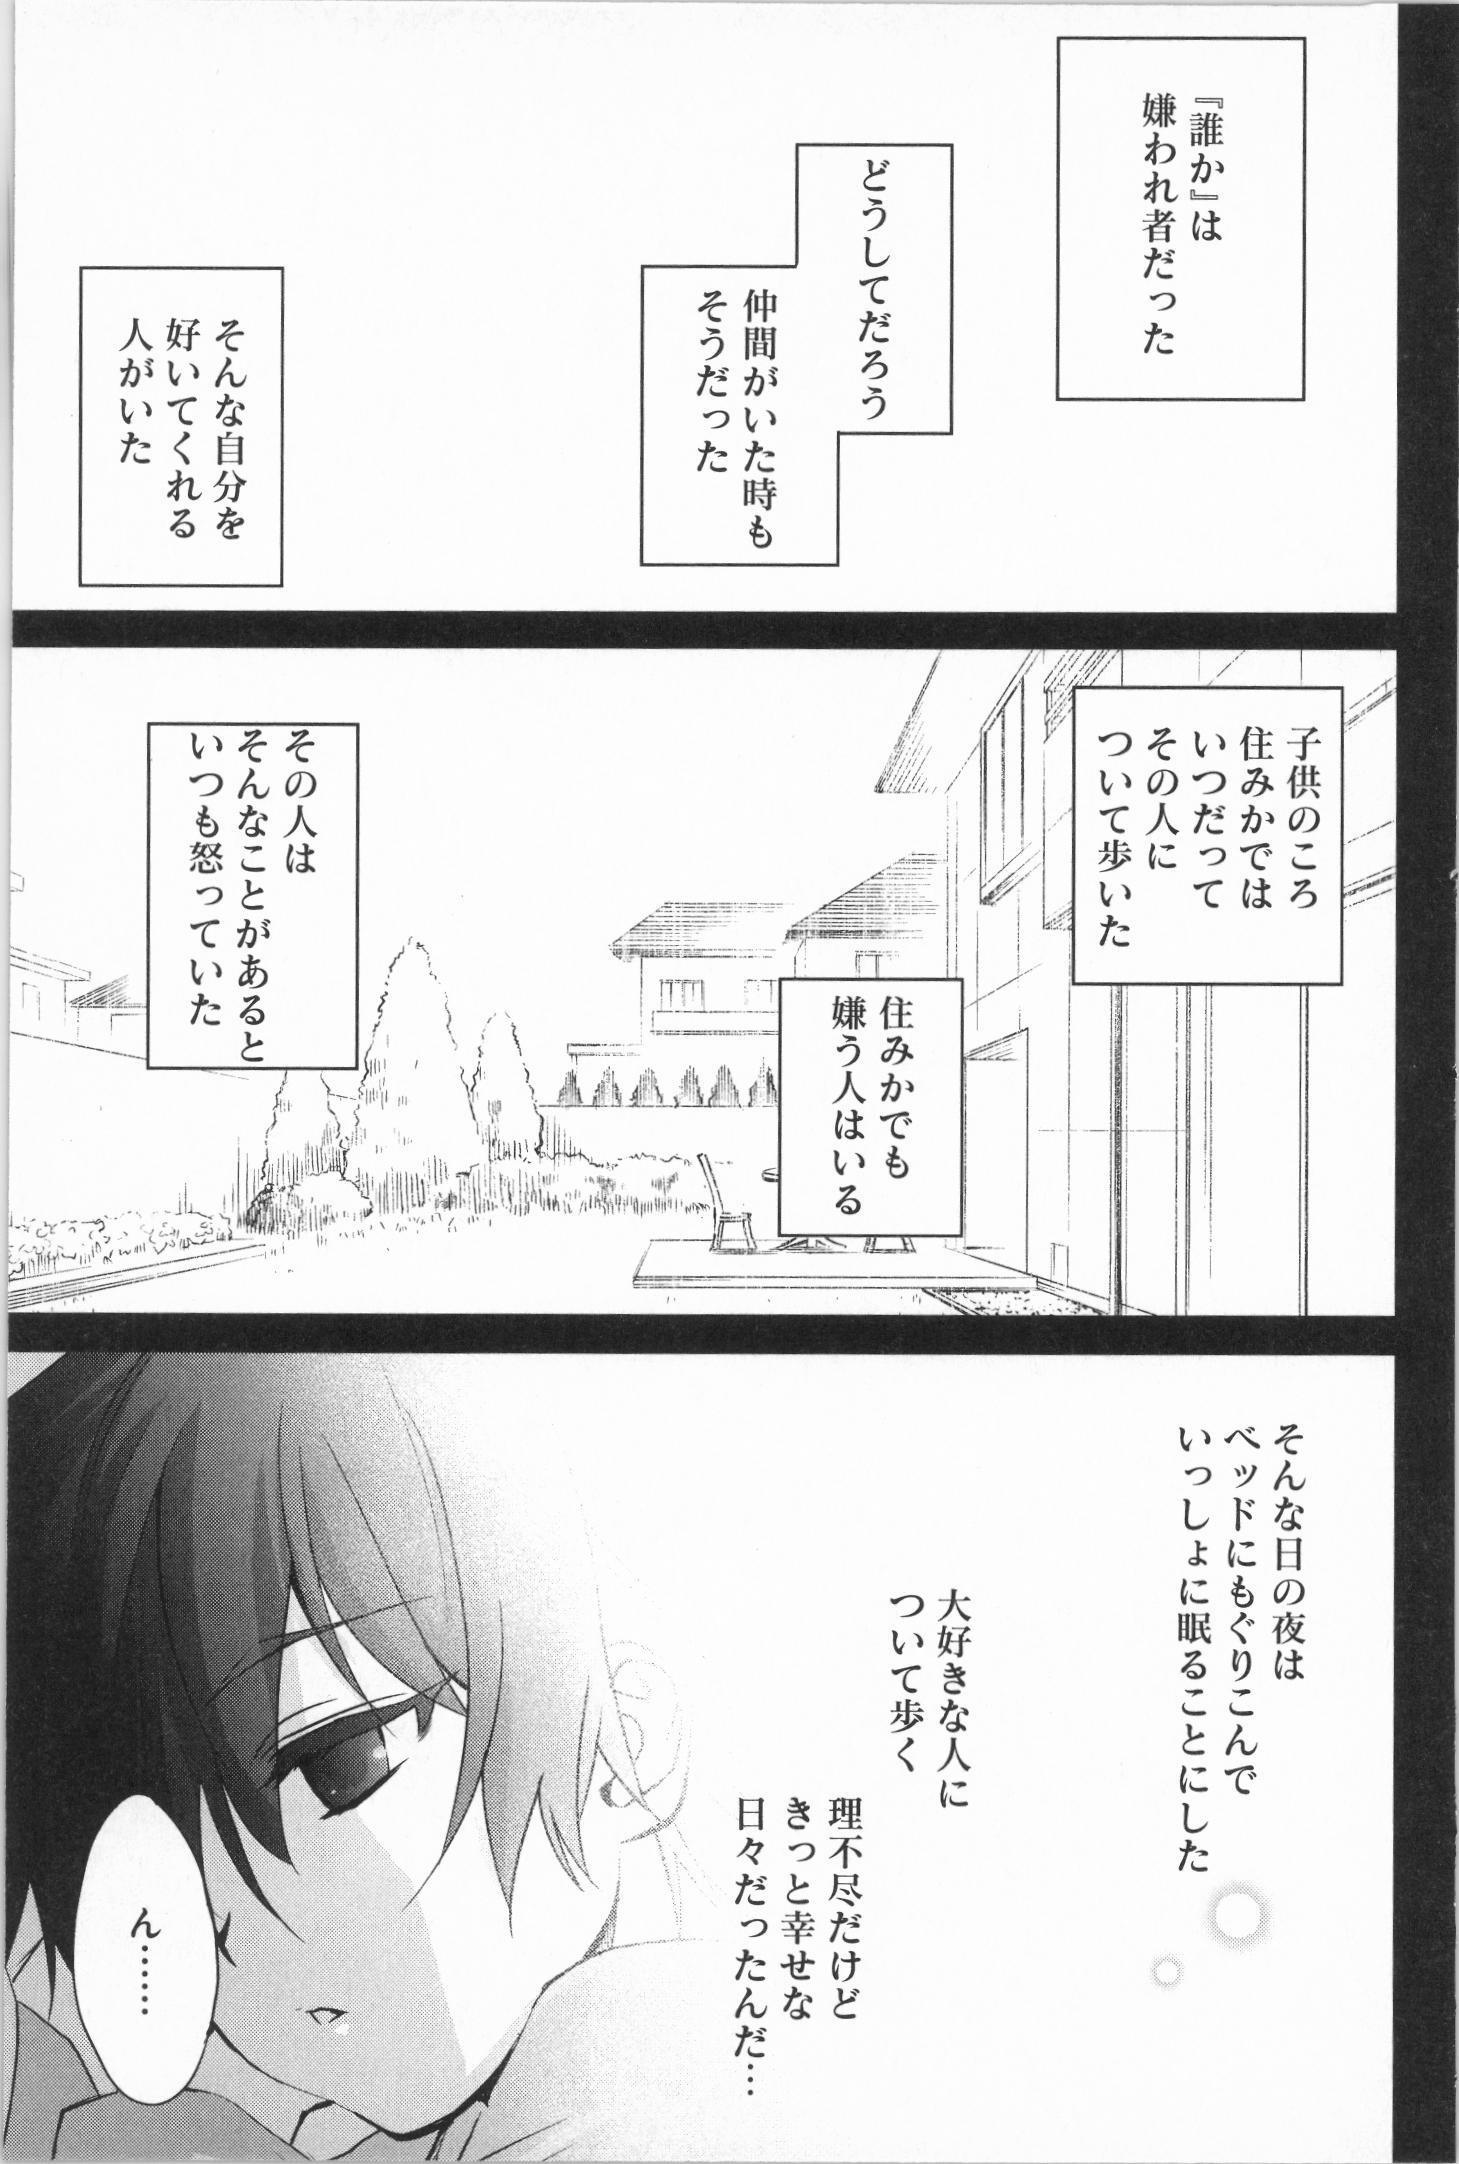 『誰か』は
嫌われ者だった
どうしてだろう
仲間がいた時も
そうだった
そんな自分を
好いてくれる
人がいた
子供のころ
住みかでは
いつだって
その人に
ついて歩いた
住みかでも
嫌う人はいる
その人は
そんなことがあると
いつも怒っていた
そんな日の夜は
ベッドにもぐりこんで
いっしょに眠ることにした
大好きな人に
ついて歩く
理不尽だけど
きっと幸せな
日々だったんだ…
ん……